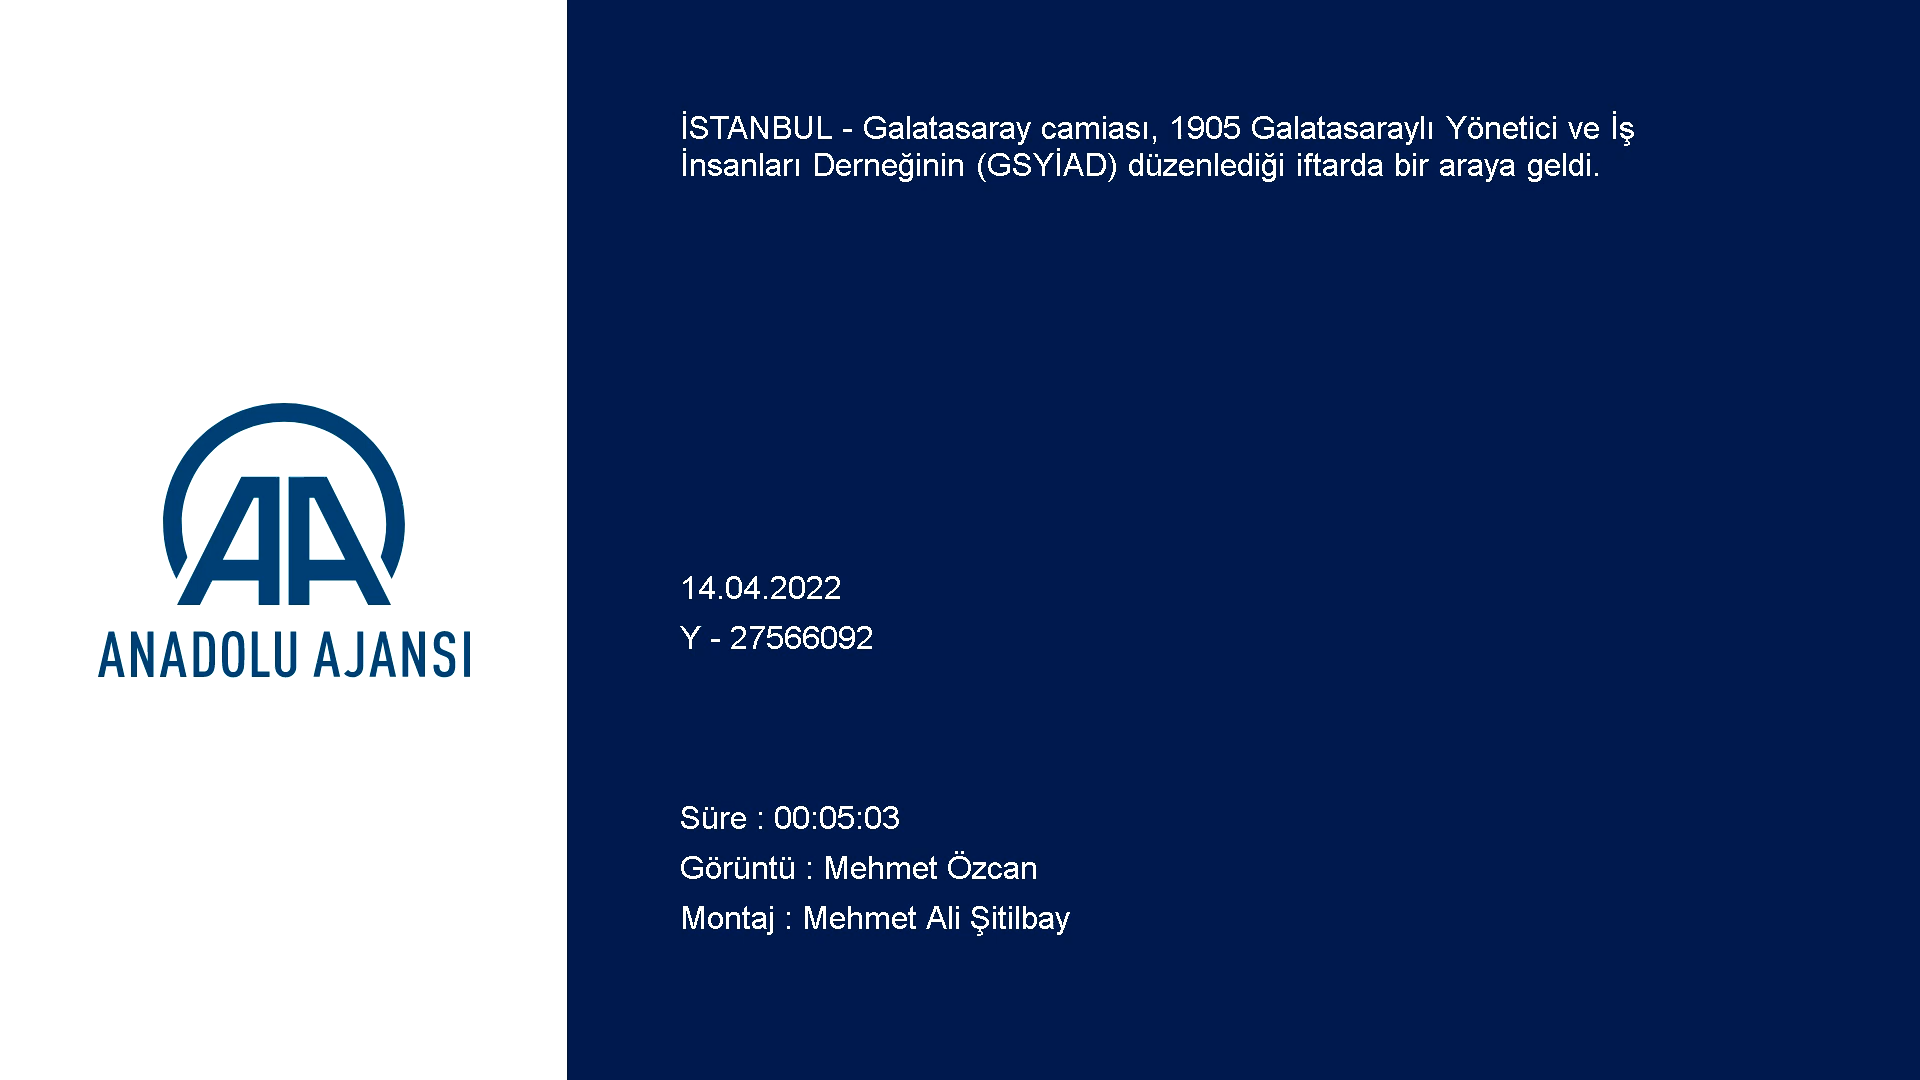 İSTANBUL - Galatasaray camiası, 1905 Galatasaraylı Yönetici ve İş
İnsanları Derneğinin (GSYİAD) düzenlediği iftarda bir araya geldi.
AA
ANADOLU AJANSI
14.04.2022
Y - 27566092
Süre : 00:05:03
Görüntü : Mehmet Özcan
Montaj : Mehmet Ali Şitilbay